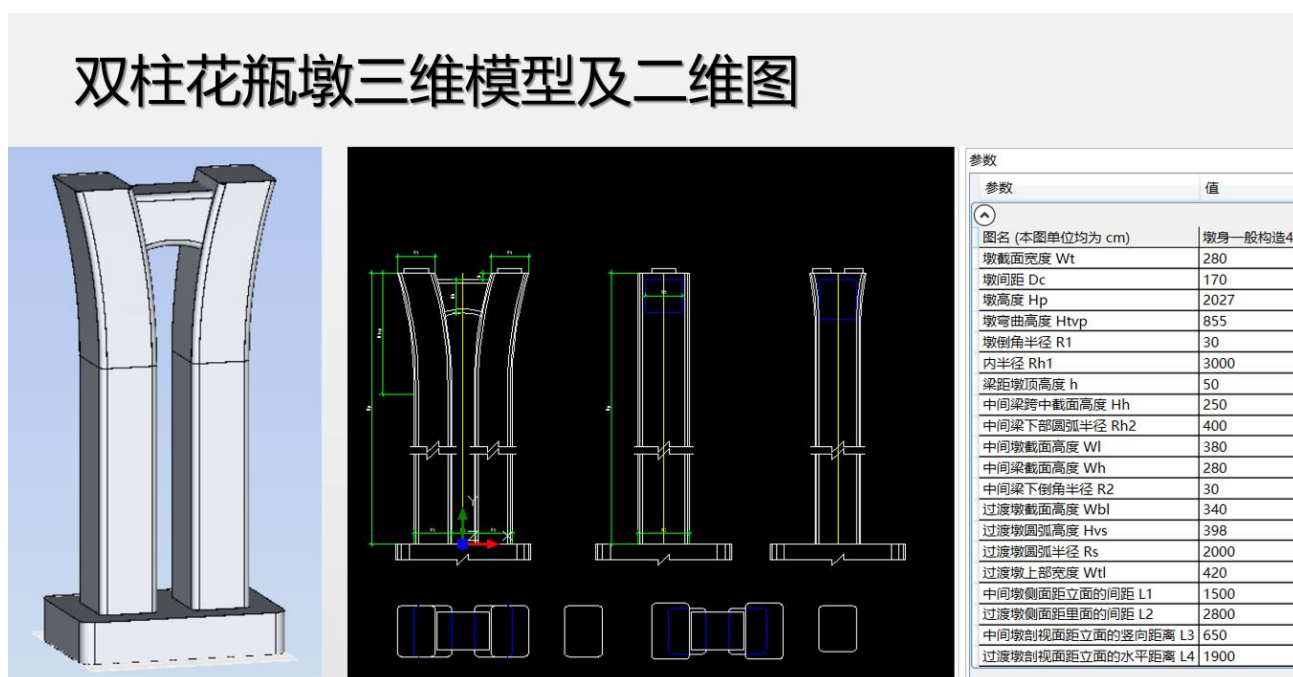 双柱花瓶墩三维模型及二维图
参数
参数 值
图名 (本图单位均为 cm) 墩身一般构造4
墩截面宽度 Wt 280
墩间距 Dc 170
墩高度 Hp 2027
墩弯曲高度 Htvp 855
墩倒角半径 R1 30
内半径 Rh1 3000
梁距墩顶高度 h 50
中间梁跨中截面高度 Hh 250
中间梁下部圆弧半径 Rh2 400
中间墩截面高度 Wl 380
中间梁截面高度 Wh 280
中间梁下倒角半径 R2 30
过渡墩截面高度 Wbl 340
过渡墩圆弧高度 Hvs 398
过渡墩圆弧半径 Rs 2000
过渡墩上部宽度 Wtl 420
中间墩侧面距立面的间距 L1 1500
过渡墩侧面距里面的间距 L2 2800
中间墩剖视面距立面的竖向距离 L3 650
过渡墩剖视面距立面的水平距离 L4 1900
Y
Z
X